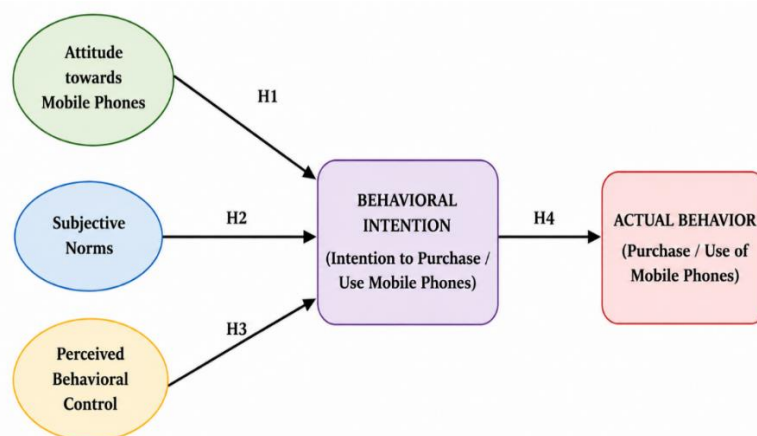 Attitude
towards
Mobile Phones
H1
Subjective
Norms
H2
BEHAVIORAL
INTENTION
(Intention to Purchase /
Use Mobile Phones)
H4
ACTUAL BEHAVIOR
(Purchase / Use of
Mobile Phones)
H3
Perceived
Behavioral
Control